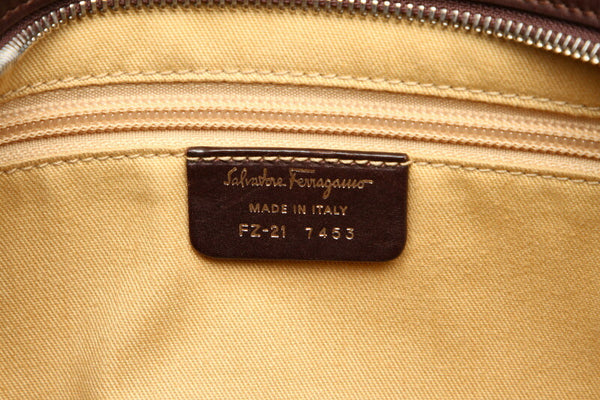 Salvatore Ferragamo
MADE IN ITALY
FZ-21 7453